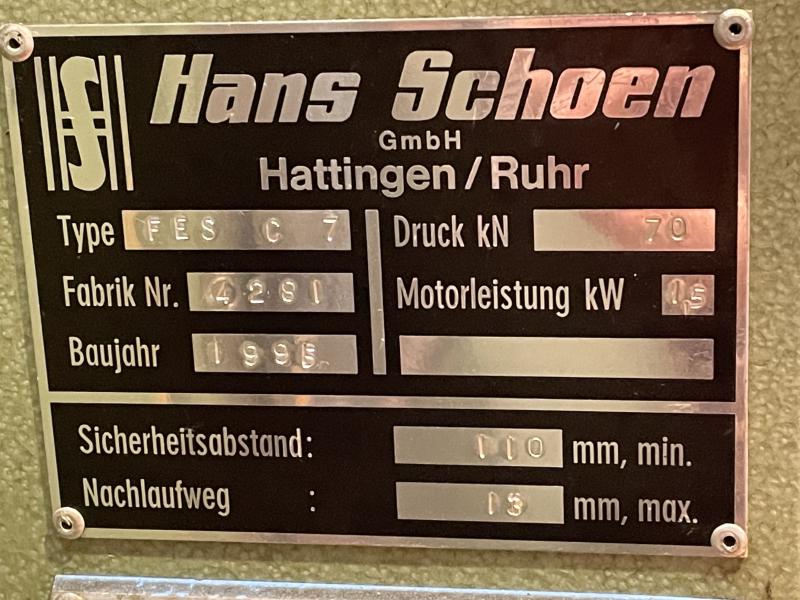 Hans Schoen
GmbH
Hattingen/Ruhr
Type FES C 7
Druck kN 70
Fabrik Nr. 4281
Motorleistung kW 1,5
Baujahr 1995
Sicherheitsabstand: 110 mm, min.
Nachlaufweg : 13 mm, max.